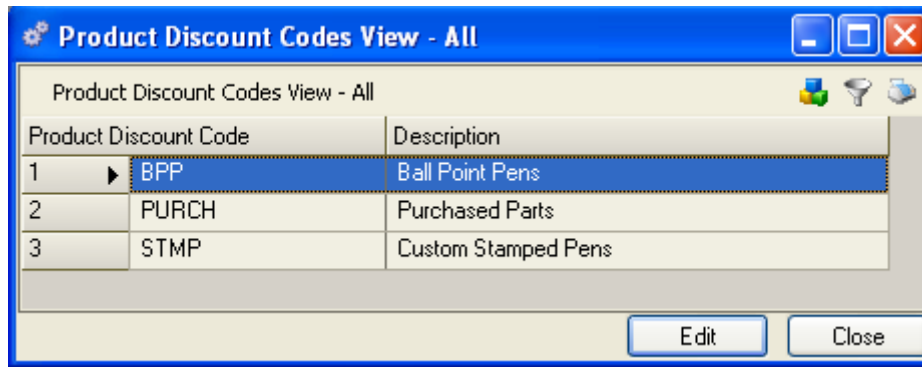 Product Discount Codes View - All
Product Discount Codes View - All
Product Discount Code Description
1 BPP Ball Point Pens
2 PURCH Purchased Parts
3 STMP Custom Stamped Pens
Edit Close